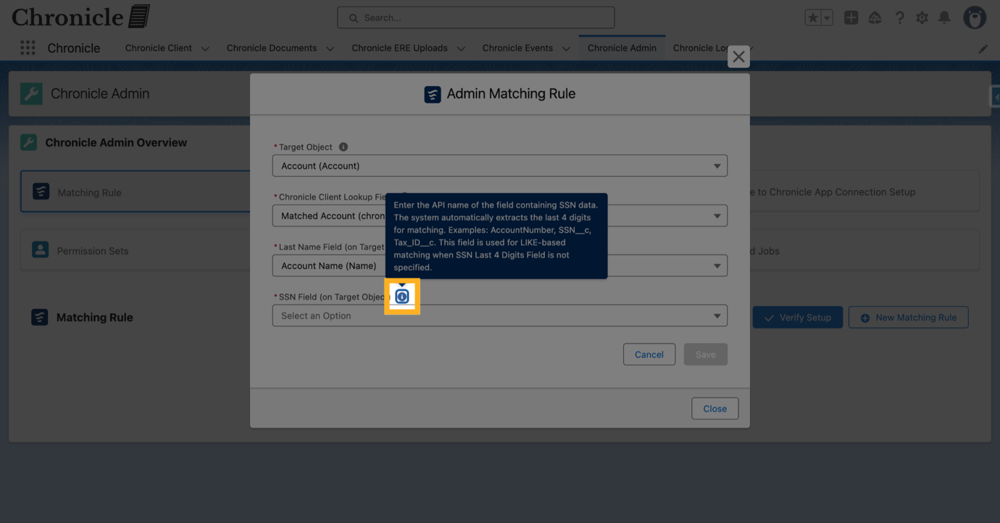 Chronicle
Search...
Chronicle
Chronicle Client
Chronicle Documents
Chronicle ERE Uploads
Chronicle Events
Chronicle Admin
Chronicle
Chronicle Admin
Admin Matching Rule
Chronicle Admin Overview
* Target Object
Account (Account)
Matching Rule
* Chronicle Client Lookup
to Chronicle App Connection Setup
Matched Account
Enter the API name of the field containing SSN data.
The system automatically extracts the last 4 digits
for matching. Examples: AccountNumber, SSN__c,
Tax_ID__c. This field is used for LIKE-based
matching when SSN Last 4 Digits Field is not
specified.
* Last Name Field (on Target
Permission Sets
Jobs
Account Name (Name)
* SSN Field (on Target
Select an Option
Matching Rule
Verify Setup
New Matching Rule
Cancel
Save
Close